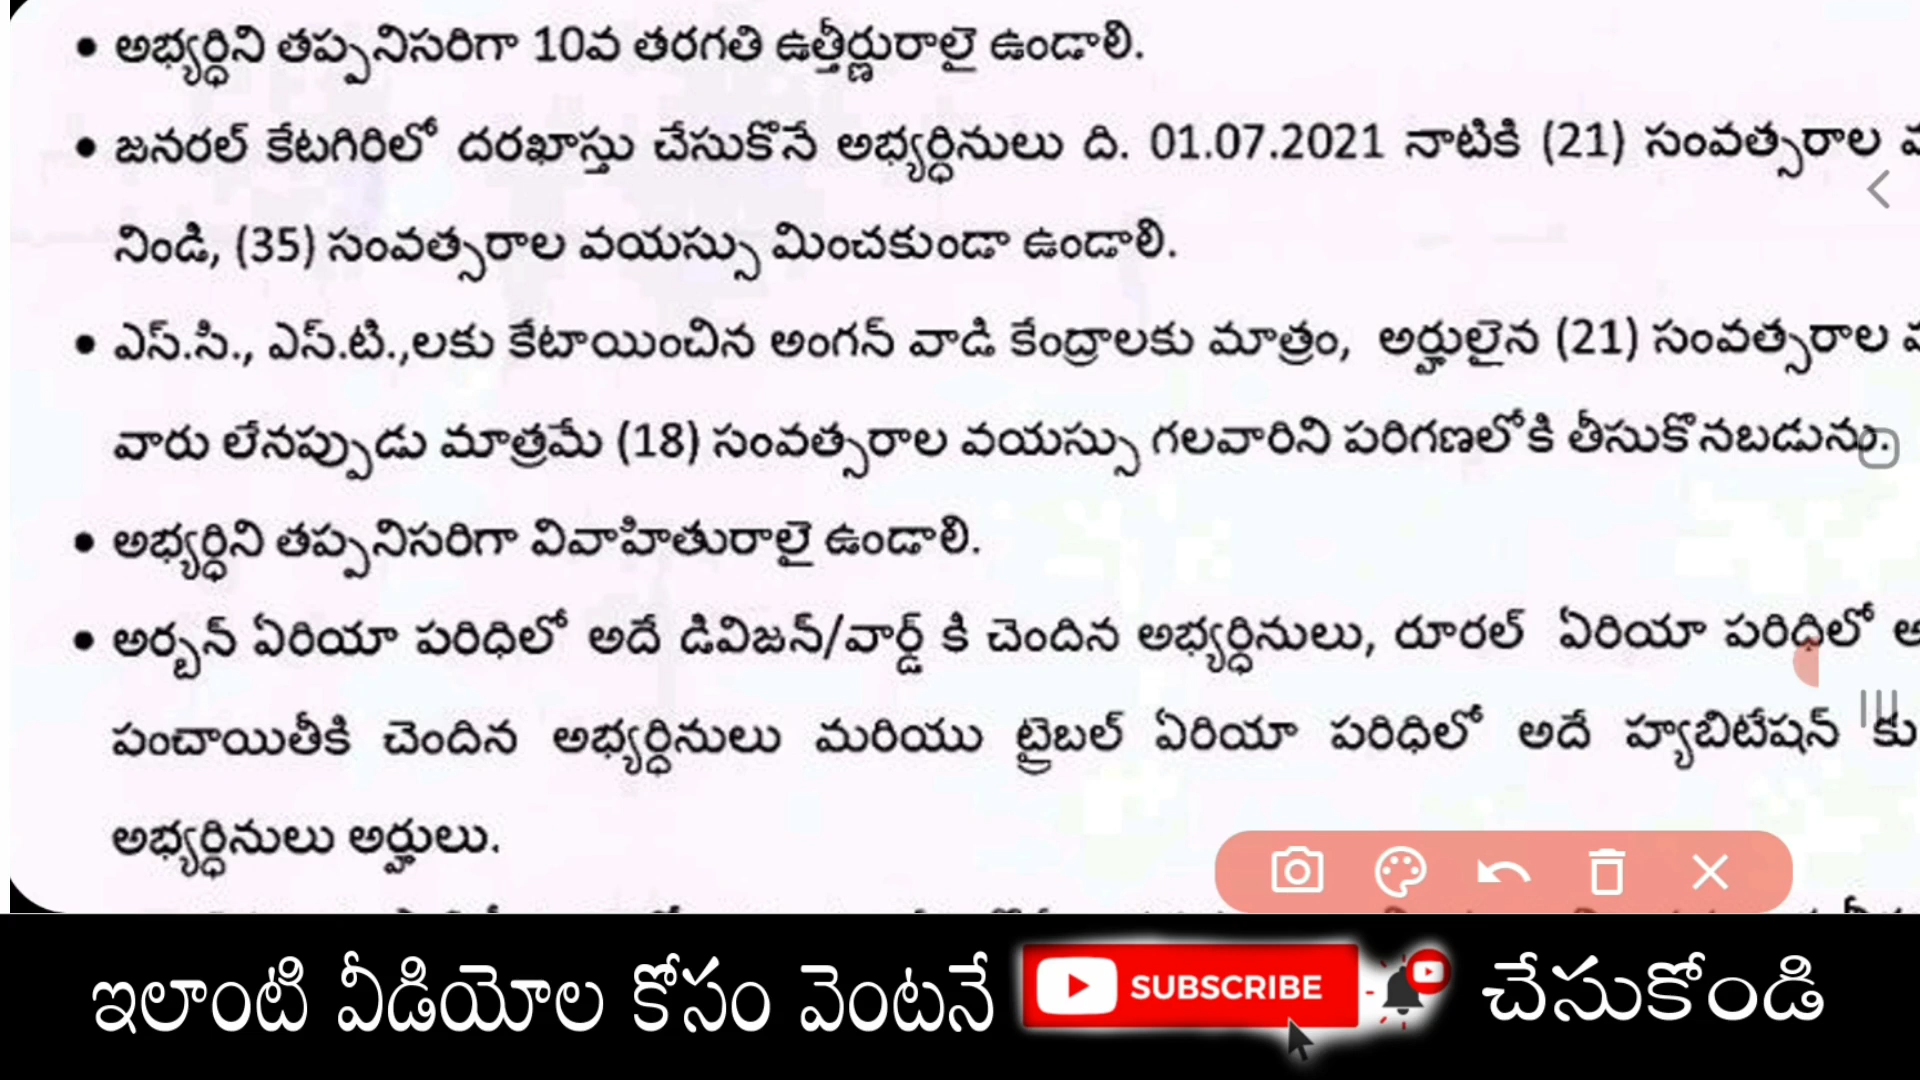 • అభ్యర్ధిని తప్పనిసరిగా 10వ తరగతి ఉత్తీర్ణురాలై ఉండాలి.
• జనరల్ కేటగిరిలో దరఖాస్తు చేసుకొనే అభ్యర్ధినులు ది. 01.07.2021 నాటికి (21) సంవత్సరాల
నిండి, (35) సంవత్సరాల వయస్సు మించకుండా ఉండాలి.
• ఎస్.సి., ఎస్.టి.,లకు కేటాయించిన అంగన్ వాడి కేంద్రాలకు మాత్రం, అర్హులైన (21) సంవత్సరాల
వారు లేనప్పుడు మాత్రమే (18) సంవత్సరాల వయస్సు గలవారిని పరిగణలోకి తీసుకొనబడును.
• అభ్యర్ధిని తప్పనిసరిగా వివాహితురాలై ఉండాలి.
• అర్బన్ ఏరియా పరిధిలో అదే డివిజన్/వార్డ్ కి చెందిన అభ్యర్ధినులు, రూరల్ ఏరియా పరిధిలో
పంచాయితీకి చెందిన అభ్యర్ధినులు మరియు ట్రైబల్ ఏరియా పరిధిలో అదే హ్యబిటేషన్ కు
అభ్యర్ధినులు అర్హులు.
ఇలాంటి వీడియోల కోసం వెంటనే SUBSCRIBE చేసుకోండి